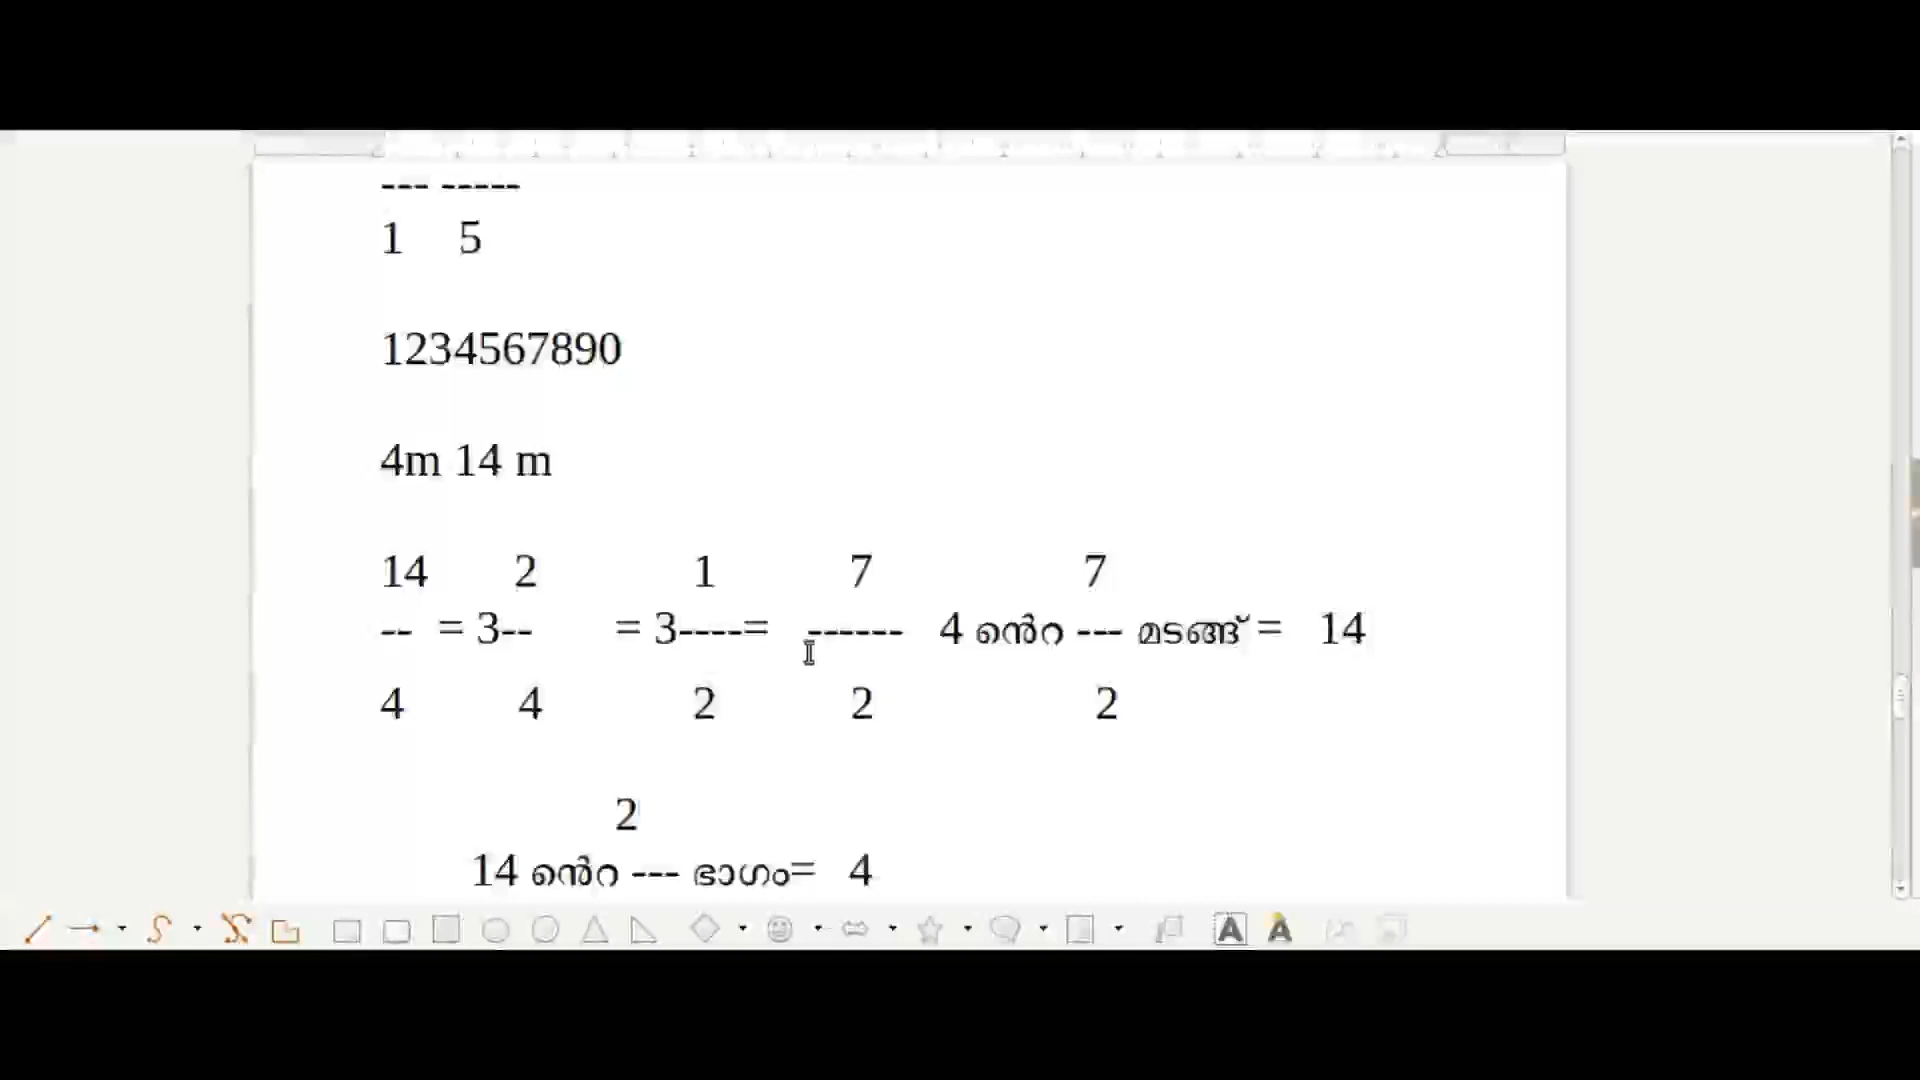 --- -----
1 5
1234567890
4m 14 m
14 2 1 7 7
-- = 3-- = 3----= ------ 4 ൻെറ --- മടങ്ങ് = 14
4 4 2 2 2
2
14 ൻെറ --- ഭാഗം= 4